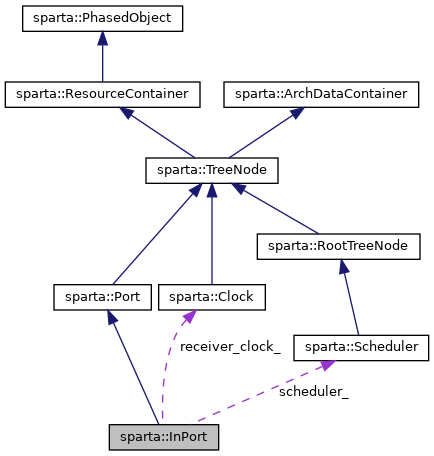 sparta::PhasedObject
sparta::ResourceContainer
sparta::ArchDataContainer
sparta::TreeNode
sparta::RootTreeNode
sparta::Port
sparta::Clock
receiver_clock_
sparta::Scheduler
scheduler_
sparta::InPort